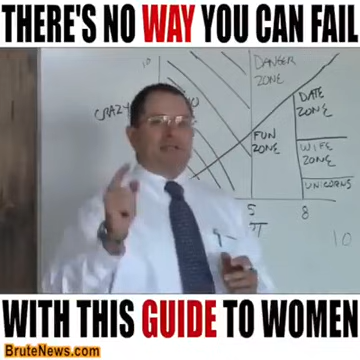 THERE'S NO WAY YOU CAN FAIL
10
DANGER
ZONE
CRAZY
DATE
ZONE
FUN
ZONE
WIFE
ZONE
UNICORNS
5
8
10
WITH THIS GUIDE TO WOMEN
BruteNews.com